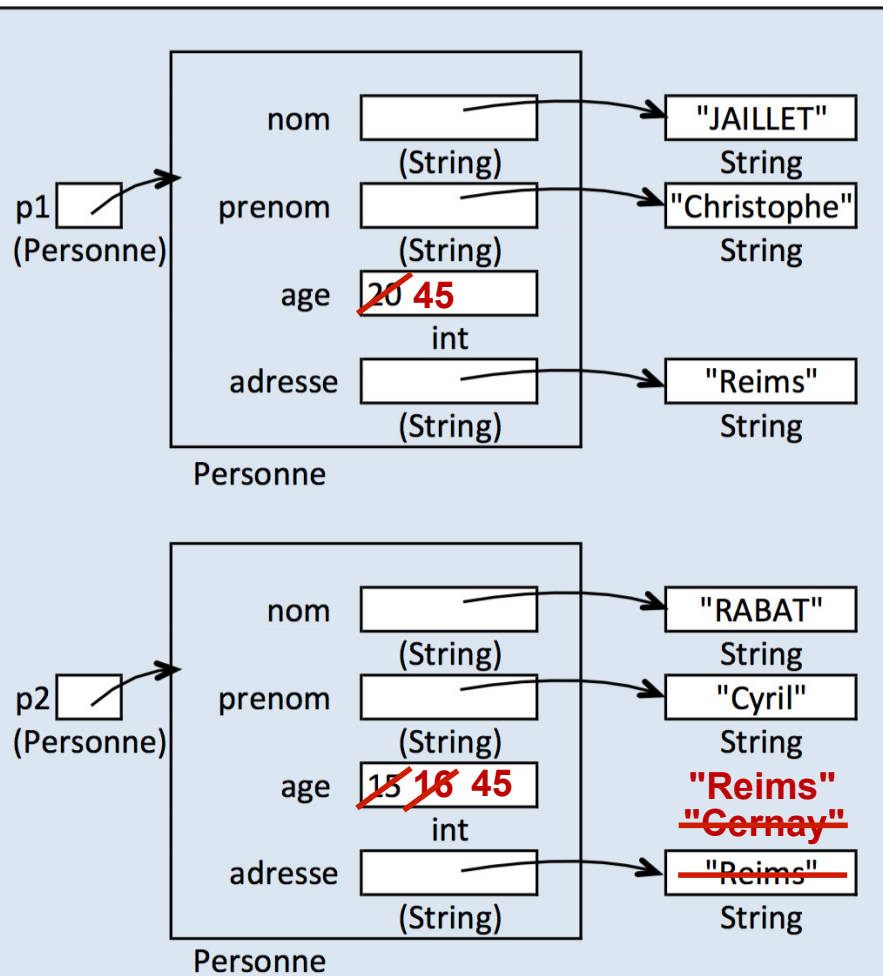 nom "JAILLET"
(String) String
p1 prenom "Christophe"
(Personne) (String) String
age 20 45
int
adresse "Reims"
(String) String
Personne
nom "RABAT"
(String) String
p2 prenom "Cyril"
(Personne) (String) String
age 15 16 45 "Reims"
int "Cernay"
adresse "Reims"
(String) String
Personne